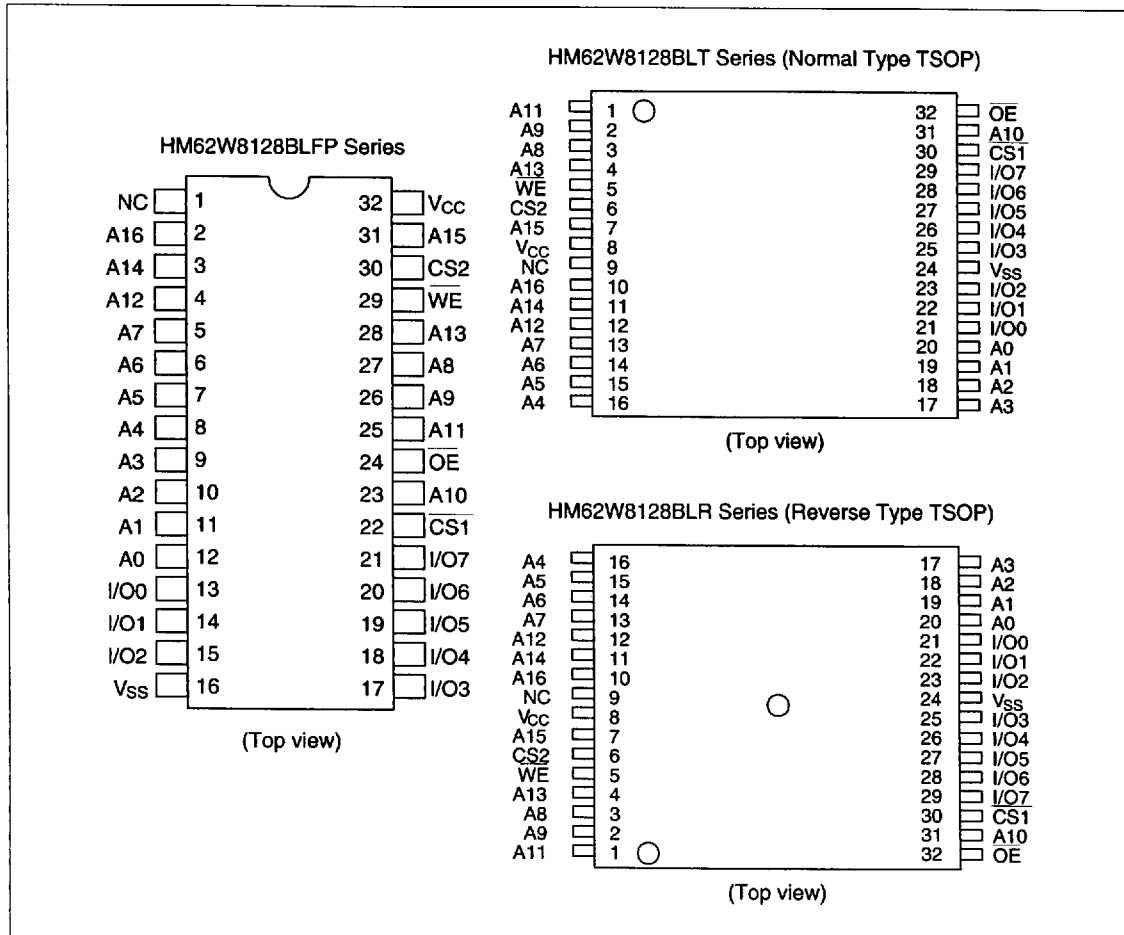 HM62W8128BLFP Series
NC 1 32 VCC
A16 2 31 A15
A14 3 30 CS2
A12 4 29 W̅E̅
A7 5 28 A13
A6 6 27 A8
A5 7 26 A9
A4 8 25 A11
A3 9 24 O̅E̅
A2 10 23 A10
A1 11 22 C̅S̅1̅
A0 12 21 I/O7
I/O0 13 20 I/O6
I/O1 14 19 I/O5
I/O2 15 18 I/O4
VSS 16 17 I/O3
(Top view)
HM62W8128BLT Series (Normal Type TSOP)
A11 1 32 O̅E̅
A9 2 31 A10
A8 3 30 C̅S̅1̅
A13 4 29 I/O7
W̅E̅ 5 28 I/O6
CS2 6 27 I/O5
A15 7 26 I/O4
VCC 8 25 I/O3
NC 9 24 VSS
A16 10 23 I/O2
A14 11 22 I/O1
A12 12 21 I/O0
A7 13 20 A0
A6 14 19 A1
A5 15 18 A2
A4 16 17 A3
(Top view)
HM62W8128BLR Series (Reverse Type TSOP)
A4 16 17 A3
A5 15 18 A2
A6 14 19 A1
A7 13 20 A0
A12 12 21 I/O0
A14 11 22 I/O1
A16 10 23 I/O2
NC 9 24 VSS
VCC 8 25 I/O3
A15 7 26 I/O4
CS2 6 27 I/O5
W̅E̅ 5 28 I/O6
A13 4 29 I/O7
A8 3 30 C̅S̅1̅
A9 2 31 A10
A11 1 32 O̅E̅
(Top view)